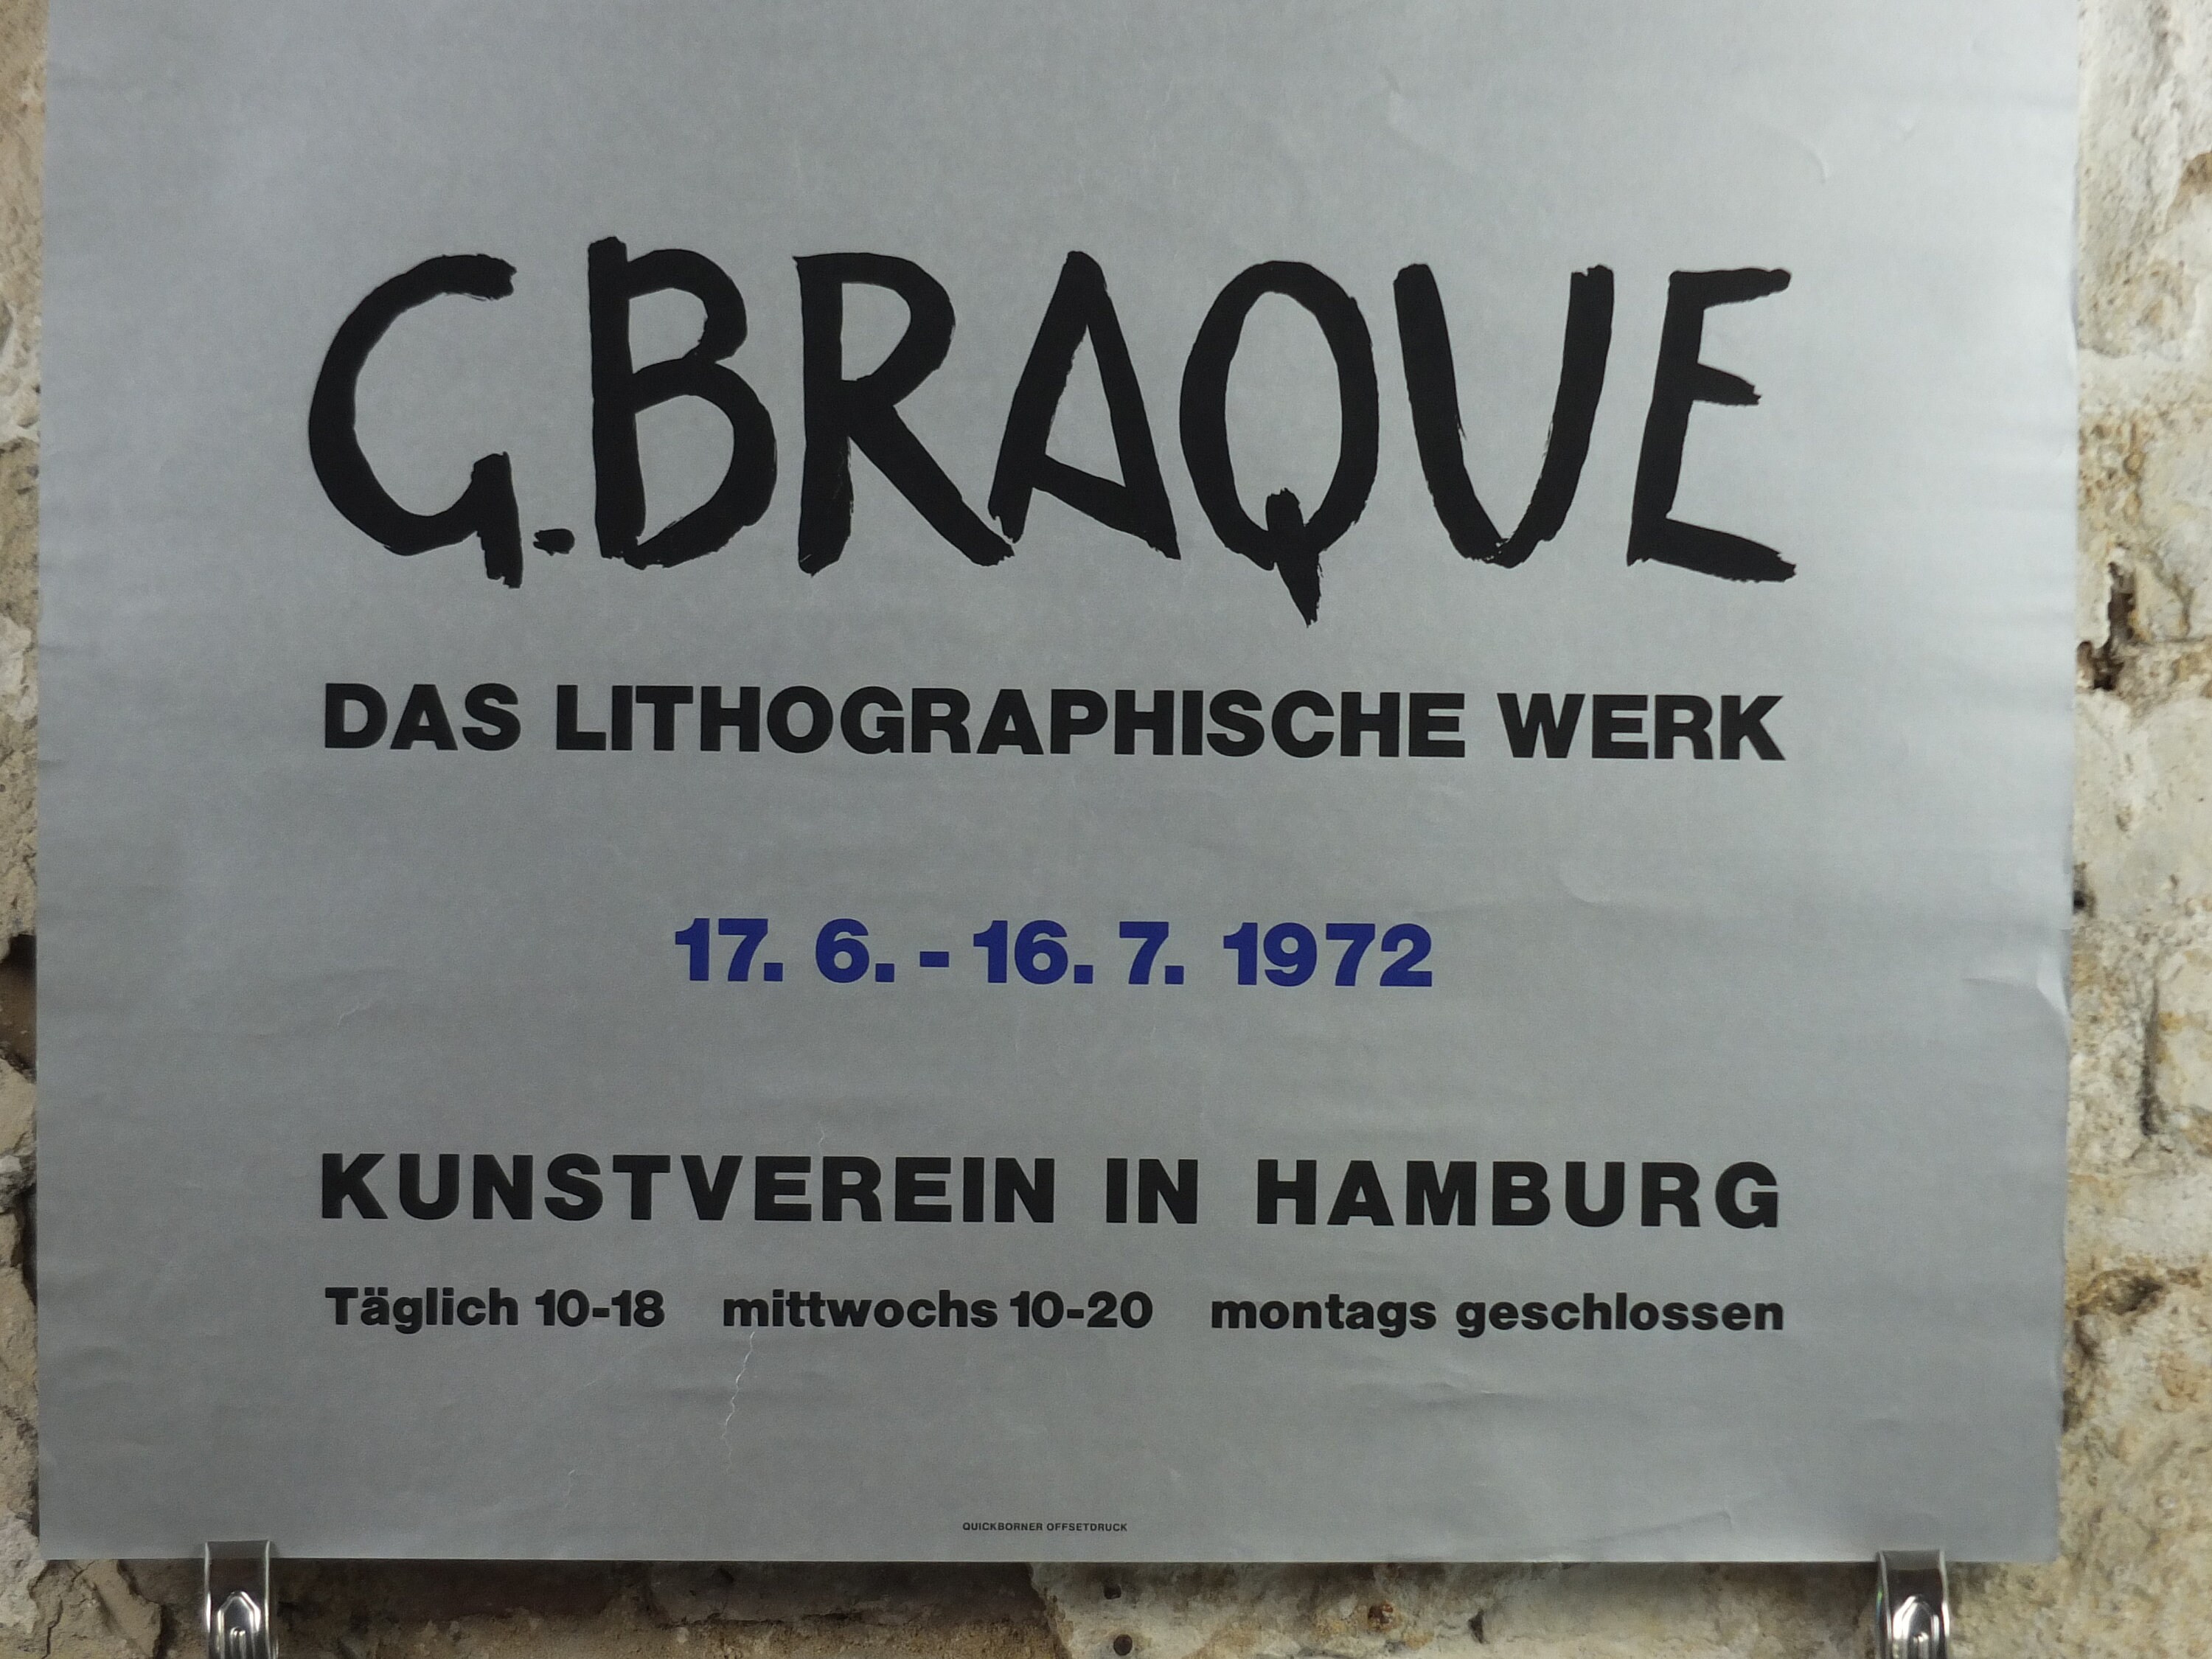 G. BRAQUE
DAS LITHOGRAPHISCHE WERK
17. 6. - 16. 7. 1972
KUNSTVEREIN IN HAMBURG
Täglich 10-18 mittwochs 10-20 montags geschlossen
QUICKBORNER OFFSETDRUCK